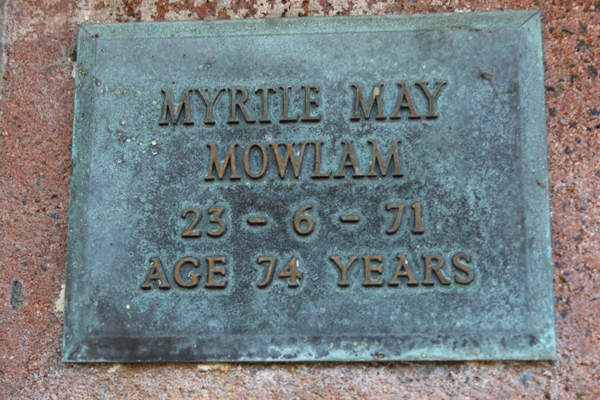 MYRTLE MAY
MOWLAM
23 - 6 - 71
AGE 74 YEARS